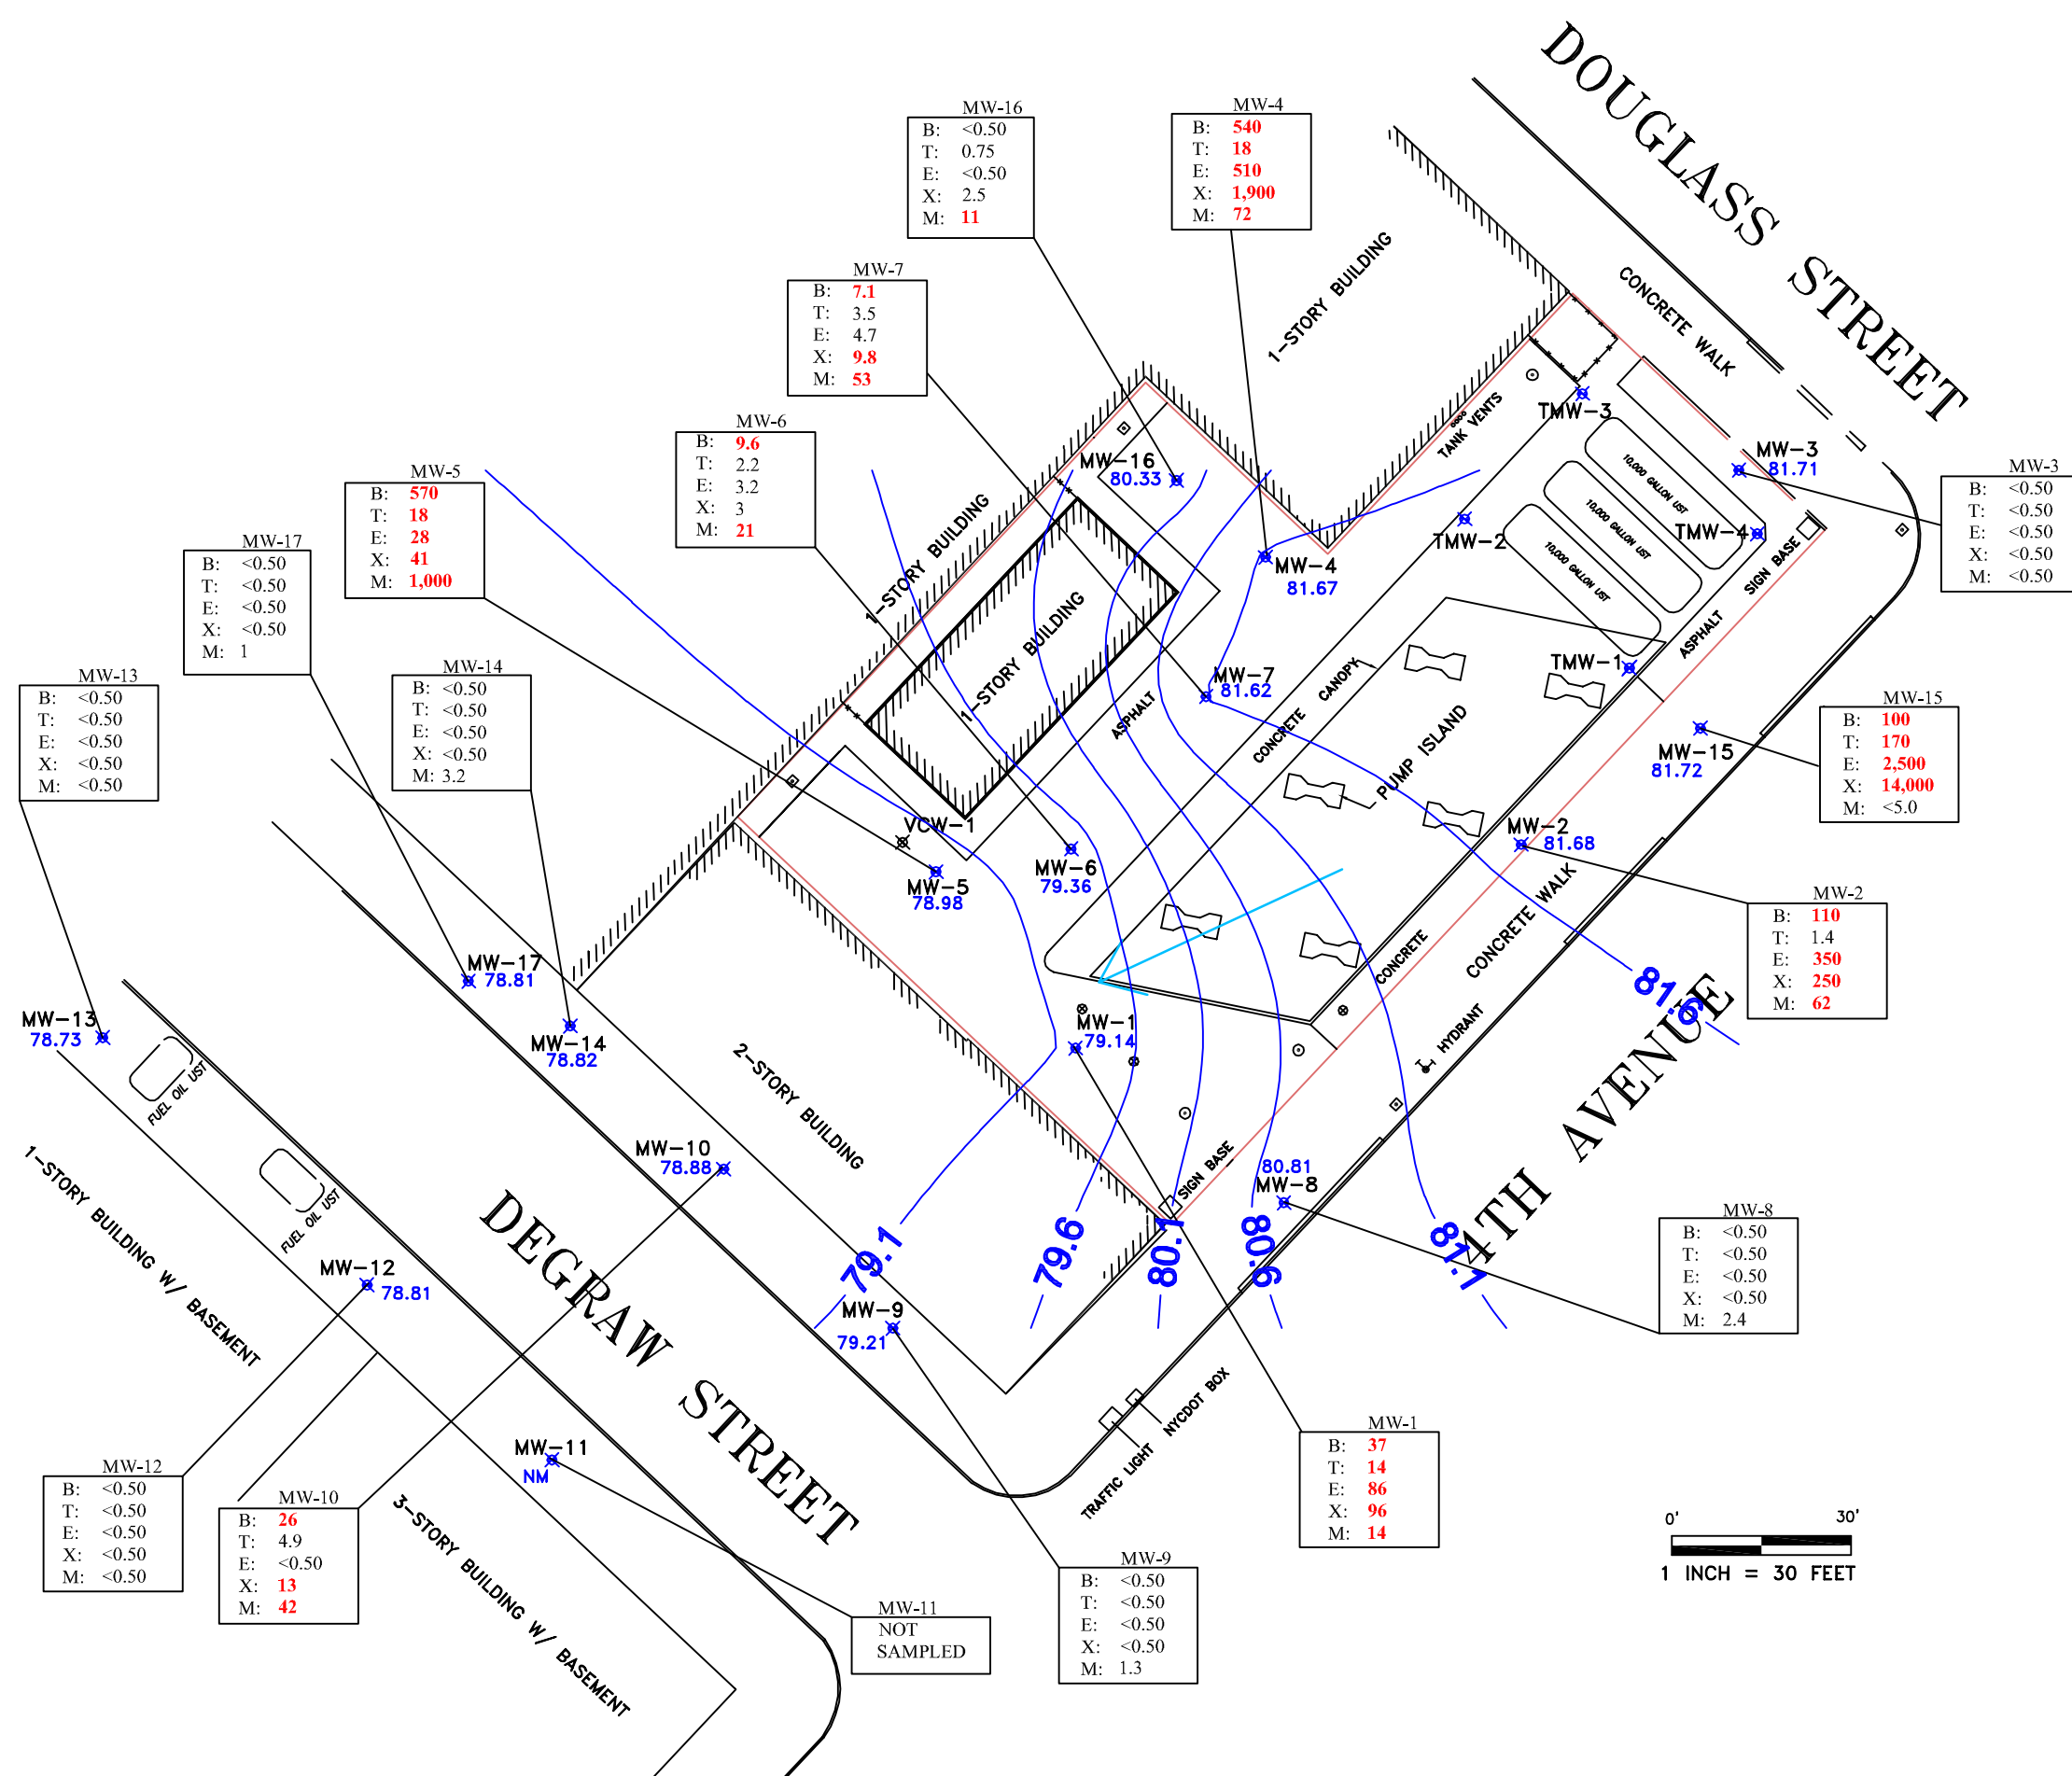 DOUGLASS STREET
CONCRETE WALK
MW-16
B: <0.50
T: 0.75
E: <0.50
X: 2.5
M: 11
MW-4
B: 540
T: 18
E: 510
X: 1,900
M: 72
1-STORY BUILDING
MW-7
B: 7.1
T: 3.5
E: 4.7
X: 9.8
M: 53
MW-6
B: 9.6
T: 2.2
E: 3.2
X: 3
M: 21
MW-5
B: 570
T: 18
E: 28
X: 41
M: 1,000
MW-17
B: <0.50
T: <0.50
E: <0.50
X: <0.50
M: 1
MW-14
B: <0.50
T: <0.50
E: <0.50
X: <0.50
M: 3.2
MW-13
B: <0.50
T: <0.50
E: <0.50
X: <0.50
M: <0.50
MW-3
B: <0.50
T: <0.50
E: <0.50
X: <0.50
M: <0.50
MW-15
B: 100
T: 170
E: 2,500
X: 14,000
M: <5.0
MW-2
B: 110
T: 1.4
E: 350
X: 250
M: 62
MW-8
B: <0.50
T: <0.50
E: <0.50
X: <0.50
M: 2.4
MW-1
B: 37
T: 14
E: 86
X: 96
M: 14
MW-9
B: <0.50
T: <0.50
E: <0.50
X: <0.50
M: 1.3
MW-11
NOT
SAMPLED
MW-10
B: 26
T: 4.9
E: <0.50
X: 13
M: 42
MW-12
B: <0.50
T: <0.50
E: <0.50
X: <0.50
M: <0.50
TANK VENTS
TMW-3
MW-3
81.71
10,000 GALLON UST
10,000 GALLON UST
10,000 GALLON UST
TMW-4
SIGN BASE
TMW-2
MW-16
80.33
MW-4
81.67
1-STORY BUILDING
1-STORY BUILDING
ASPHALT
MW-7
81.62
CONCRETE
CANOPY
PUMP ISLAND
TMW-1
ASPHALT
MW-15
81.72
MW-2
81.68
CONCRETE WALK
CONCRETE
HYDRANT
4TH AVENUE
VCW-1
MW-5
78.98
MW-6
79.36
MW-17
78.81
MW-14
78.82
MW-13
78.73
FUEL OIL UST
FUEL OIL UST
MW-1
79.14
2-STORY BUILDING
MW-10
78.88
SIGN BASE
80.81
MW-8
79.1
79.6
80.1
80.6
81.1
81.6
MW-9
79.21
MW-12
78.81
MW-11
NM
1-STORY BUILDING W/ BASEMENT
3-STORY BUILDING W/ BASEMENT
DEGRAW STREET
TRAFFIC LIGHT
NYCDOT BOX
0' 30'
1 INCH = 30 FEET